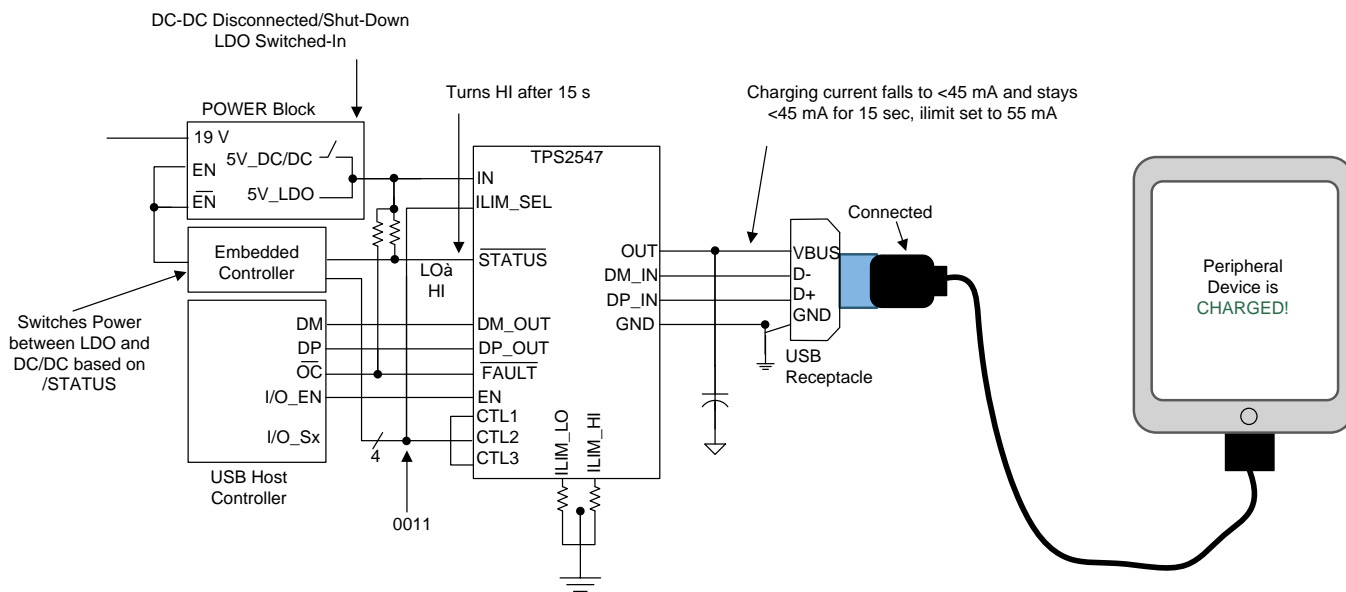 DC-DC Disconnected/Shut-Down
LDO Switched-In
Turns HI after 15 s
Charging current falls to <45 mA and stays
<45 mA for 15 sec, ilimit set to 55 mA
POWER Block
19 V
EN
EN
5V_DC/DC
5V_LDO
Embedded
Controller
Switches Power
between LDO and
DC/DC based on
/STATUS
DM
DP
OC
I/O_EN
I/O_Sx
USB Host
Controller
4
0011
LOà
HI
TPS2547
IN
ILIM_SEL
STATUS
DM_OUT
DP_OUT
FAULT
EN
CTL1
CTL2
CTL3
ILIM_LO
ILIM_HI
OUT
DM_IN
DP_IN
GND
VBUS
D-
D+
GND
USB
Receptacle
Connected
Peripheral
Device is
CHARGED!